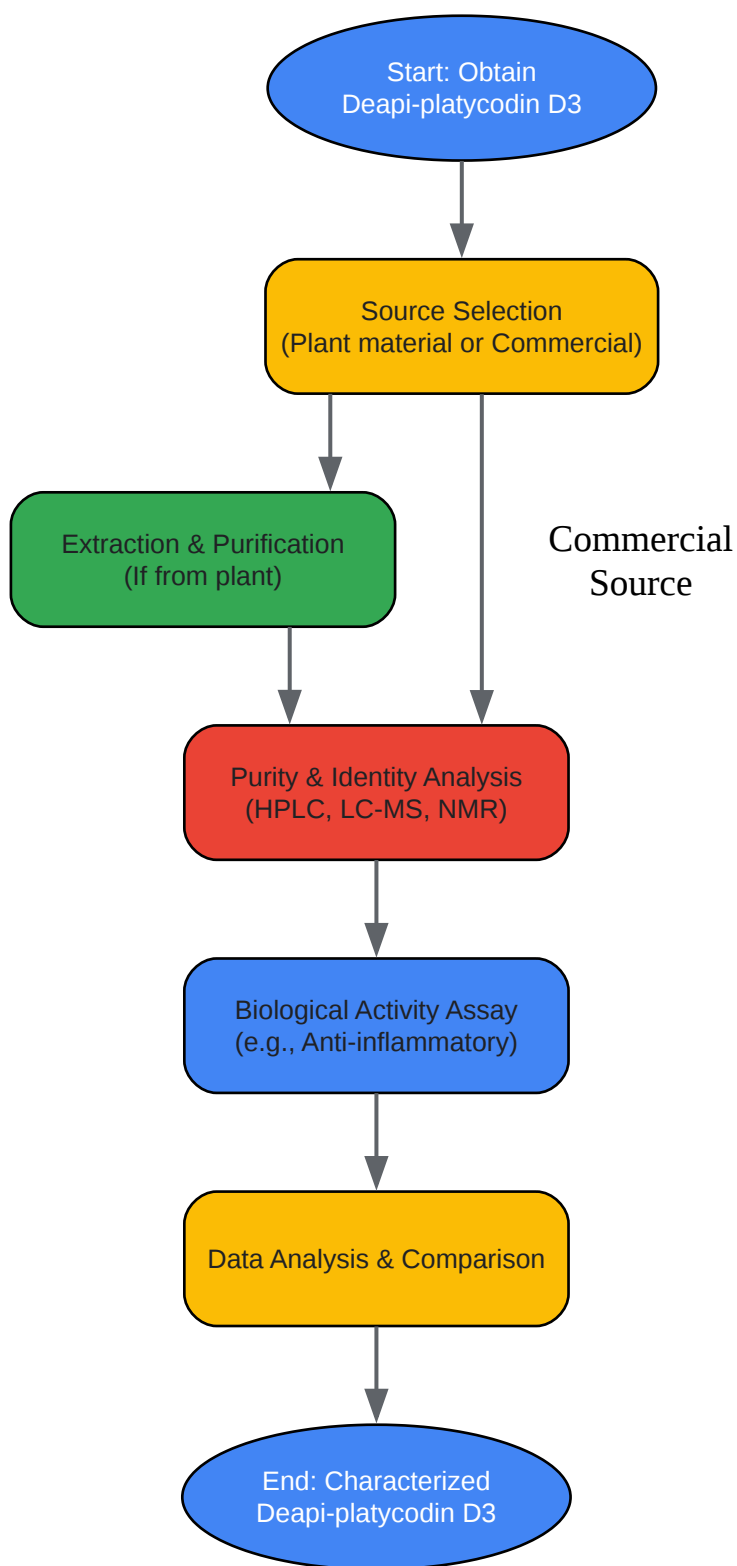 Start: Obtain
Deapi-platycodin D3
Source Selection
(Plant material or Commercial)
Extraction & Purification
(If from plant)
Commercial
Source
Purity & Identity Analysis
(HPLC, LC-MS, NMR)
Biological Activity Assay
(e.g., Anti-inflammatory)
Data Analysis & Comparison
End: Characterized
Deapi-platycodin D3